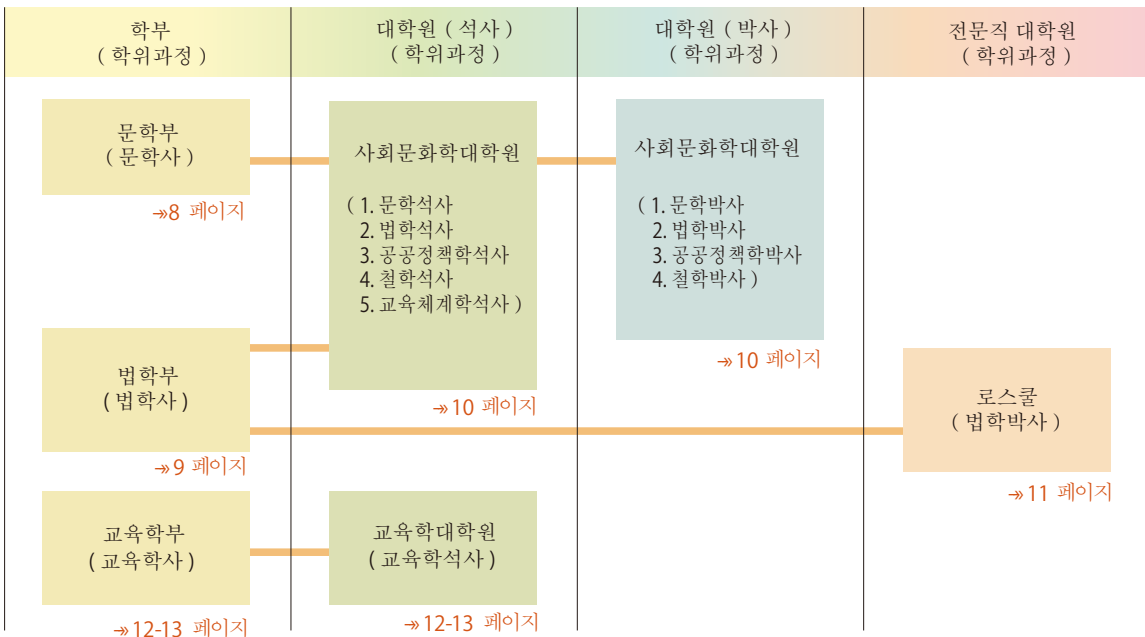 학부
( 학위과정 )
대학원 ( 석사 )
( 학위과정 )
대학원 ( 박사 )
( 학위과정 )
전문직 대학원
( 학위과정 )
문학부
( 문학사 )
→8 페이지
사회문화학대학원
( 1. 문학석사
2. 법학석사
3. 공공정책학석사
4. 철학석사
5. 교육체계학석사 )
→10 페이지
사회문화학대학원
( 1. 문학박사
2. 법학박사
3. 공공정책학박사
4. 철학박사 )
→10 페이지
법학부
( 법학사 )
→9 페이지
로스쿨
( 법학박사 )
→11 페이지
교육학부
( 교육학사 )
→12-13 페이지
교육학대학원
( 교육학석사 )
→12-13 페이지